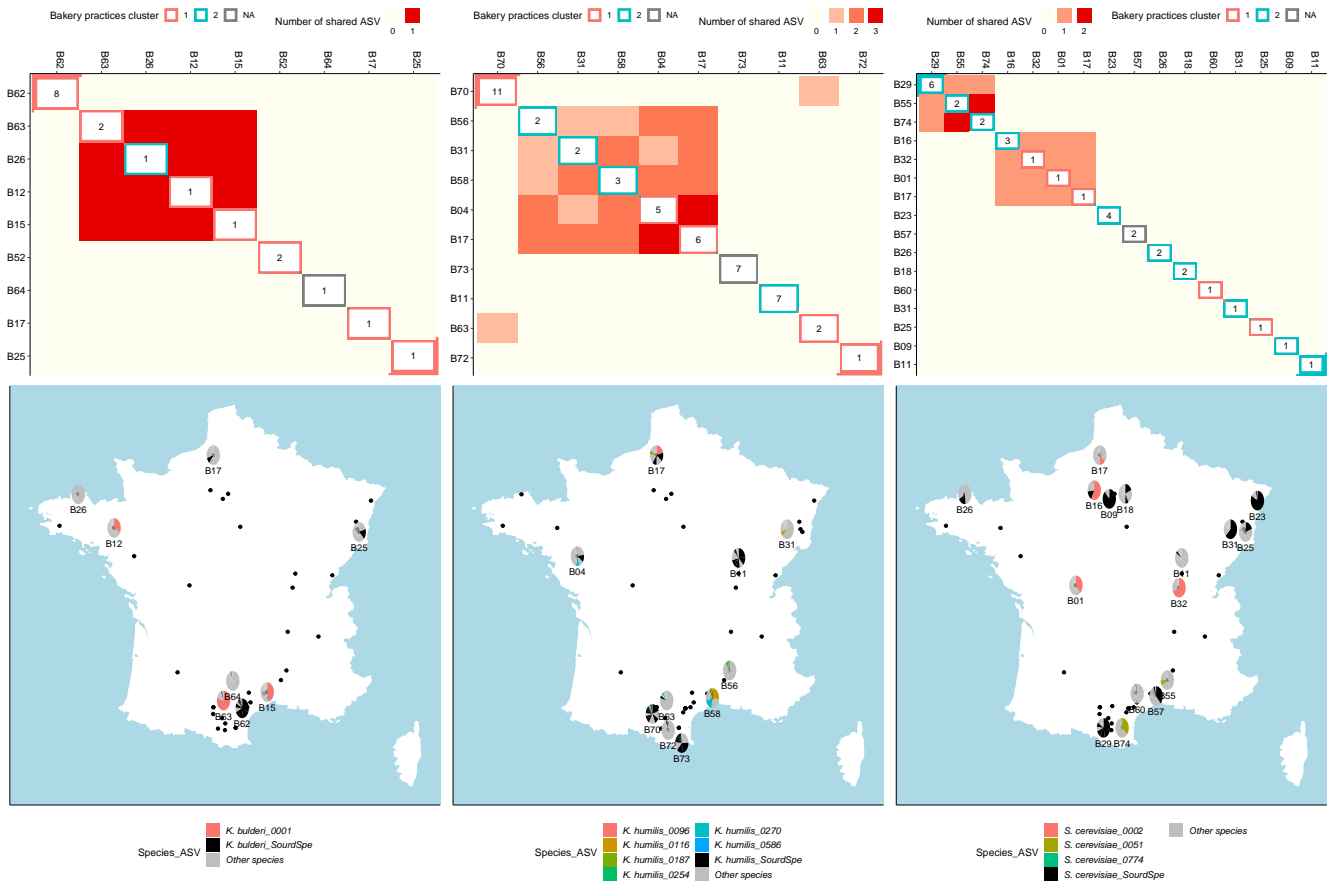 Bakery practices cluster 1 2 NA Number of shared ASV 0 1
B62 B63 B26 B12 B15 B52 B64 B17 B25
B62 8
B63 2
B26 1
B12 1
B15 1
B52 2
B64 1
B17 1
B25 1
Bakery practices cluster 1 2 NA Number of shared ASV 0 1 2 3
B70 B56 B31 B58 B04 B17 B73 B11 B63 B72
B70 11
B56 2
B31 2
B58 3
B04 5
B17 6
B73 7
B11 7
B63 2
B72 1
Number of shared ASV 0 1 2 Bakery practices cluster 1 2 NA
B29 B55 B74 B16 B32 B01 B17 B23 B57 B26 B18 B60 B31 B25 B09 B11
B29 6
B55 2
B74 2
B16 3
B32 1
B01 1
B17 1
B23 4
B57 2
B26 2
B18 2
B60 1
B31 1
B25 1
B09 1
B11 1
B17
B26
B12
B25
B64
B63
B15
B62
Species_ASV
K. bulderi_0001
K. bulderi_SourdSpe
Other species
B17
B31
B04
B11
B56
B58
B63
B70
B72
B73
Species_ASV
K. humilis_0096
K. humilis_0116
K. humilis_0187
K. humilis_0254
K. humilis_0270
K. humilis_0586
K. humilis_SourdSpe
Other species
B17
B26
B16
B09
B18
B23
B31
B25
B11
B01
B32
B55
B60
B57
B29
B74
Species_ASV
S. cerevisiae_0002
S. cerevisiae_0051
S. cerevisiae_0774
S. cerevisiae_SourdSpe
Other species